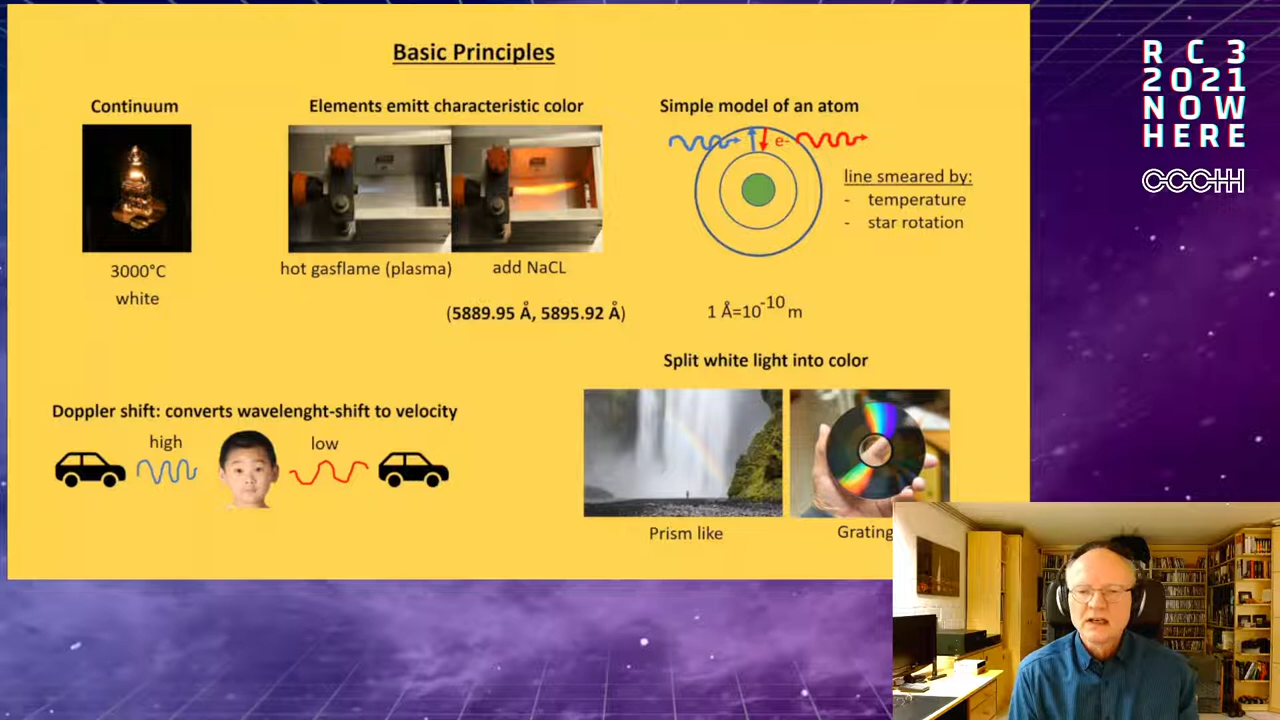 Basic Principles
Continuum
3000°C
white
Elements emitt characteristic color
hot gasflame (plasma)
add NaCL
(5889.95 Å, 5895.92 Å)
Simple model of an atom
e-
line smeared by:
- temperature
- star rotation
1 Å=10-10 m
Doppler shift: converts wavelenght-shift to velocity
high
low
Split white light into color
Prism like
Grating
R C 3
2021
NOW
HERE
CCCHH